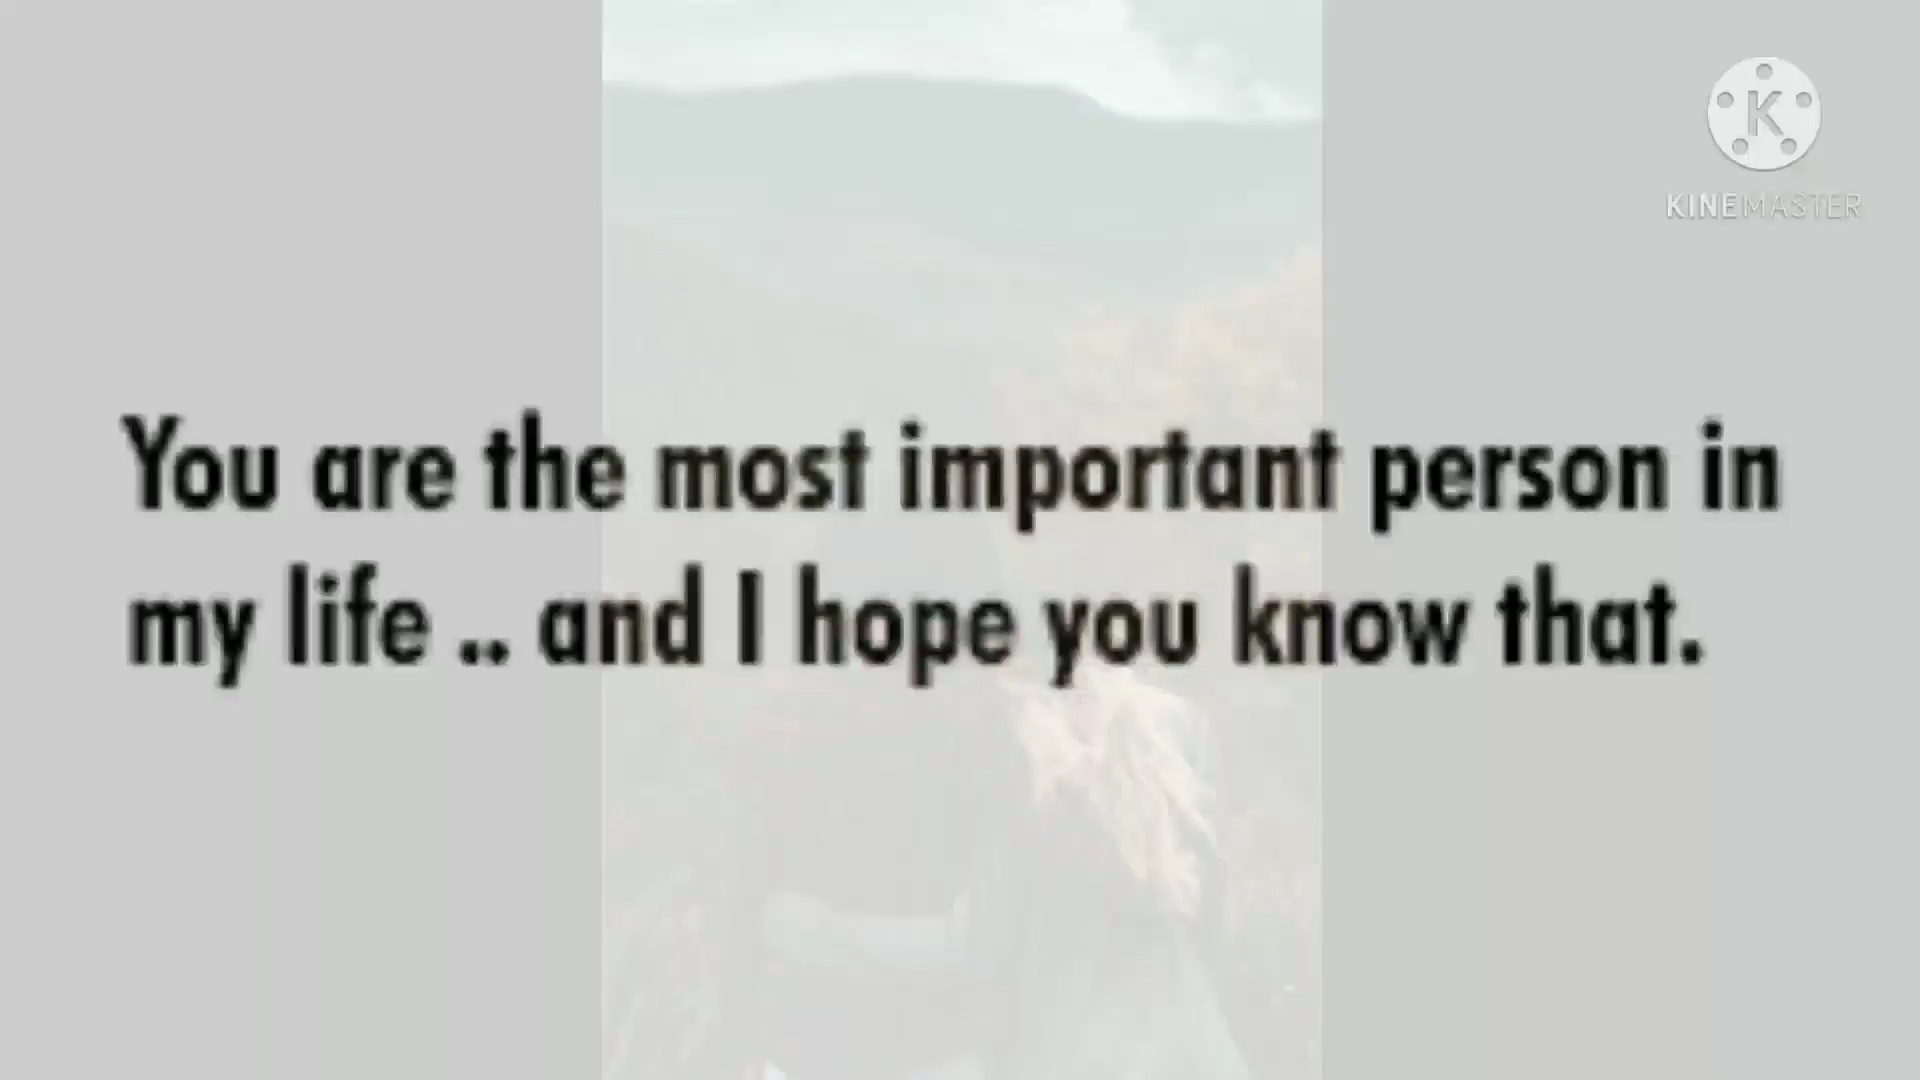 K
KINEMASTER
You are the most important person in
my life .. and I hope you know that.